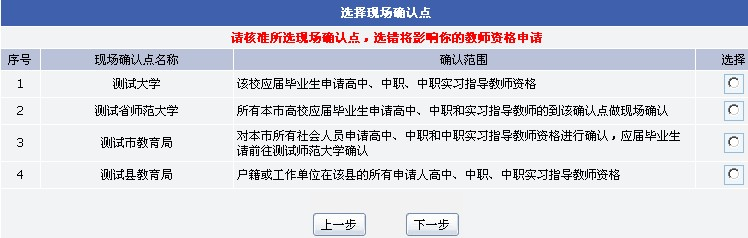 选择现场确认点
请核准所选现场确认点，选错将影响你的教师资格申请
序号 现场确认点名称 确认范围 选择
1 测试大学 该校应届毕业生申请高中、中职、中职实习指导教师资格
2 测试省师范大学 所有本市高校应届毕业生申请高中、中职和实习指导教师的到该确认点做现场确认
3 测试市教育局 对本市所有社会人员申请高中、中职和中职实习指导教师资格进行确认，应届毕业生
请前往测试师范大学确认
4 测试县教育局 户籍或工作单位在该县的所有申请人高中、中职、中职实习指导教师资格
上一步 下一步